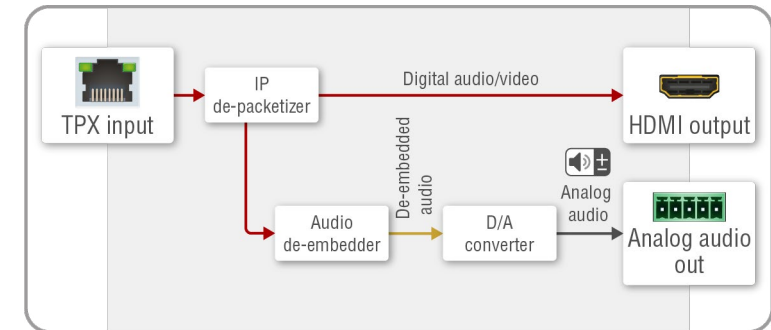 TPX input
IP
de-packetizer
Digital audio/video
HDMI output
De-embedded
audio
Audio
de-embedder
D/A
converter
Analog
audio
Analog audio
out